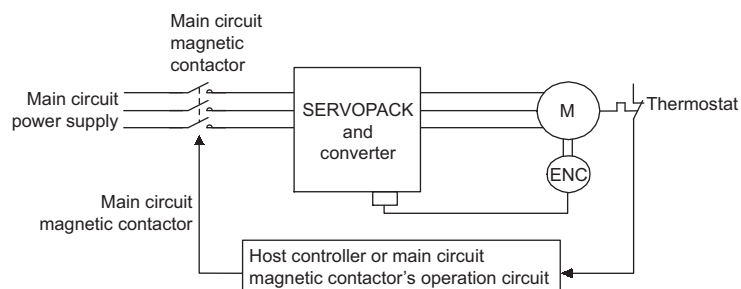 Main circuit
magnetic
contactor
Main circuit
power supply
SERVOPACK
and
converter
M
Thermostat
ENC
Main circuit
magnetic contactor
Host controller or main circuit
magnetic contactor's operation circuit